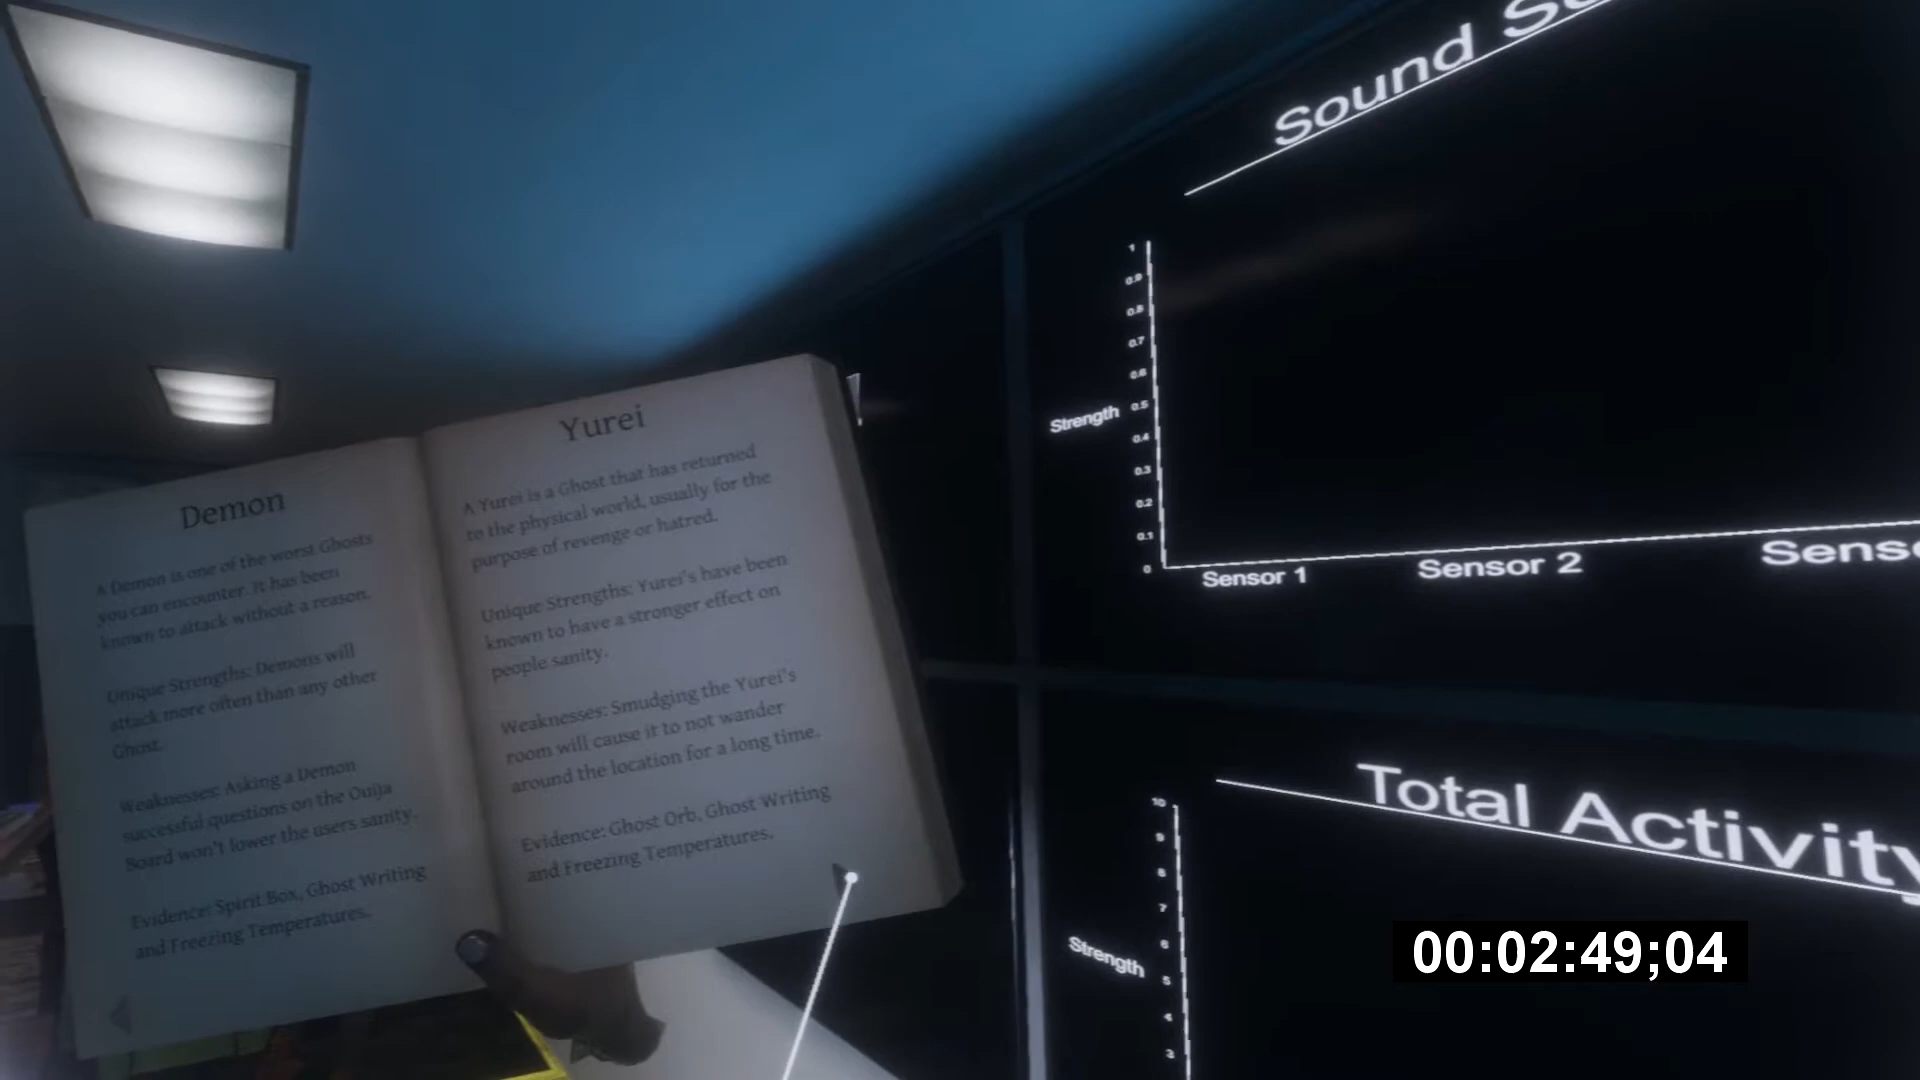 Demon
A Demon is one of the worst Ghosts
you can encounter. It has been
known to attack without a reason.
Unique Strengths: Demons will
attack more often than any other
Ghost.
Weaknesses: Asking a Demon
successful questions on the Ouija
Board won't lower the users sanity.
Evidence: Spirit Box, Ghost Writing
and Freezing Temperatures.
Yurei
A Yurei is a Ghost that has returned
to the physical world, usually for the
purpose of revenge or hatred.
Unique Strengths: Yurei's have been
known to have a stronger effect on
people sanity.
Weaknesses: Smudging the Yurei's
room will cause it to not wander
around the location for a long time.
Evidence: Ghost Orb, Ghost Writing
and Freezing Temperatures.
Sound
1
0.9
0.8
0.7
0.6
Strength 0.5
0.4
0.3
0.2
0.1
0
Sensor 1 Sensor 2 Sens
Total Activity
10
9
8
7
Strength 6
5
4
3
00:02:49;04